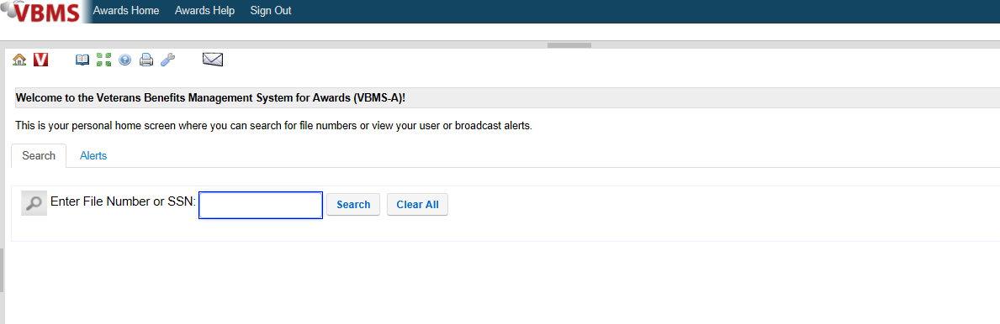 VBMS Awards Home Awards Help Sign Out
V
Welcome to the Veterans Benefits Management System for Awards (VBMS-A)!
This is your personal home screen where you can search for file numbers or view your user or broadcast alerts.
Search Alerts
Enter File Number or SSN: Search Clear All